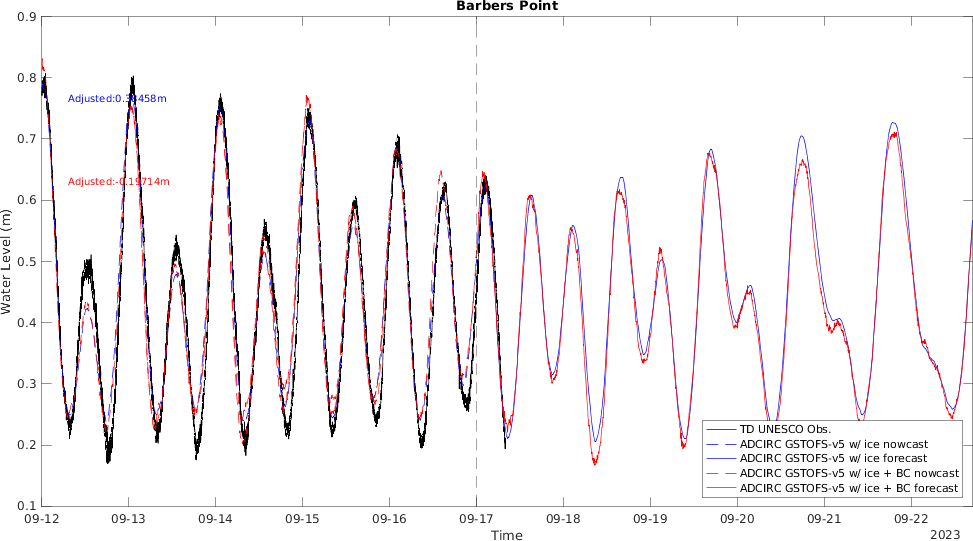 Barbers Point
0.9
0.8
0.7
0.6
0.5
0.4
0.3
0.2
0.1
Water Level (m)
Adjusted:-0.19714m
TD UNESCO Obs.
ADCIRC GSTOFS-v5 w/ ice nowcast
ADCIRC GSTOFS-v5 w/ ice forecast
ADCIRC GSTOFS-v5 w/ ice + BC nowcast
ADCIRC GSTOFS-v5 w/ ice + BC forecast
09-12 09-13 09-14 09-15 09-16 09-17 09-18 09-19 09-20 09-21 09-22
Time
2023